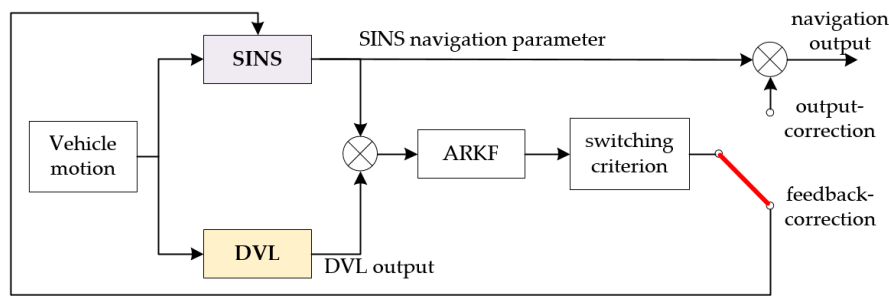 navigation
output
SINS navigation parameter
SINS
output-
correction
Vehicle
motion
ARKF
switching
criterion
feedback-
correction
DVL
DVL output